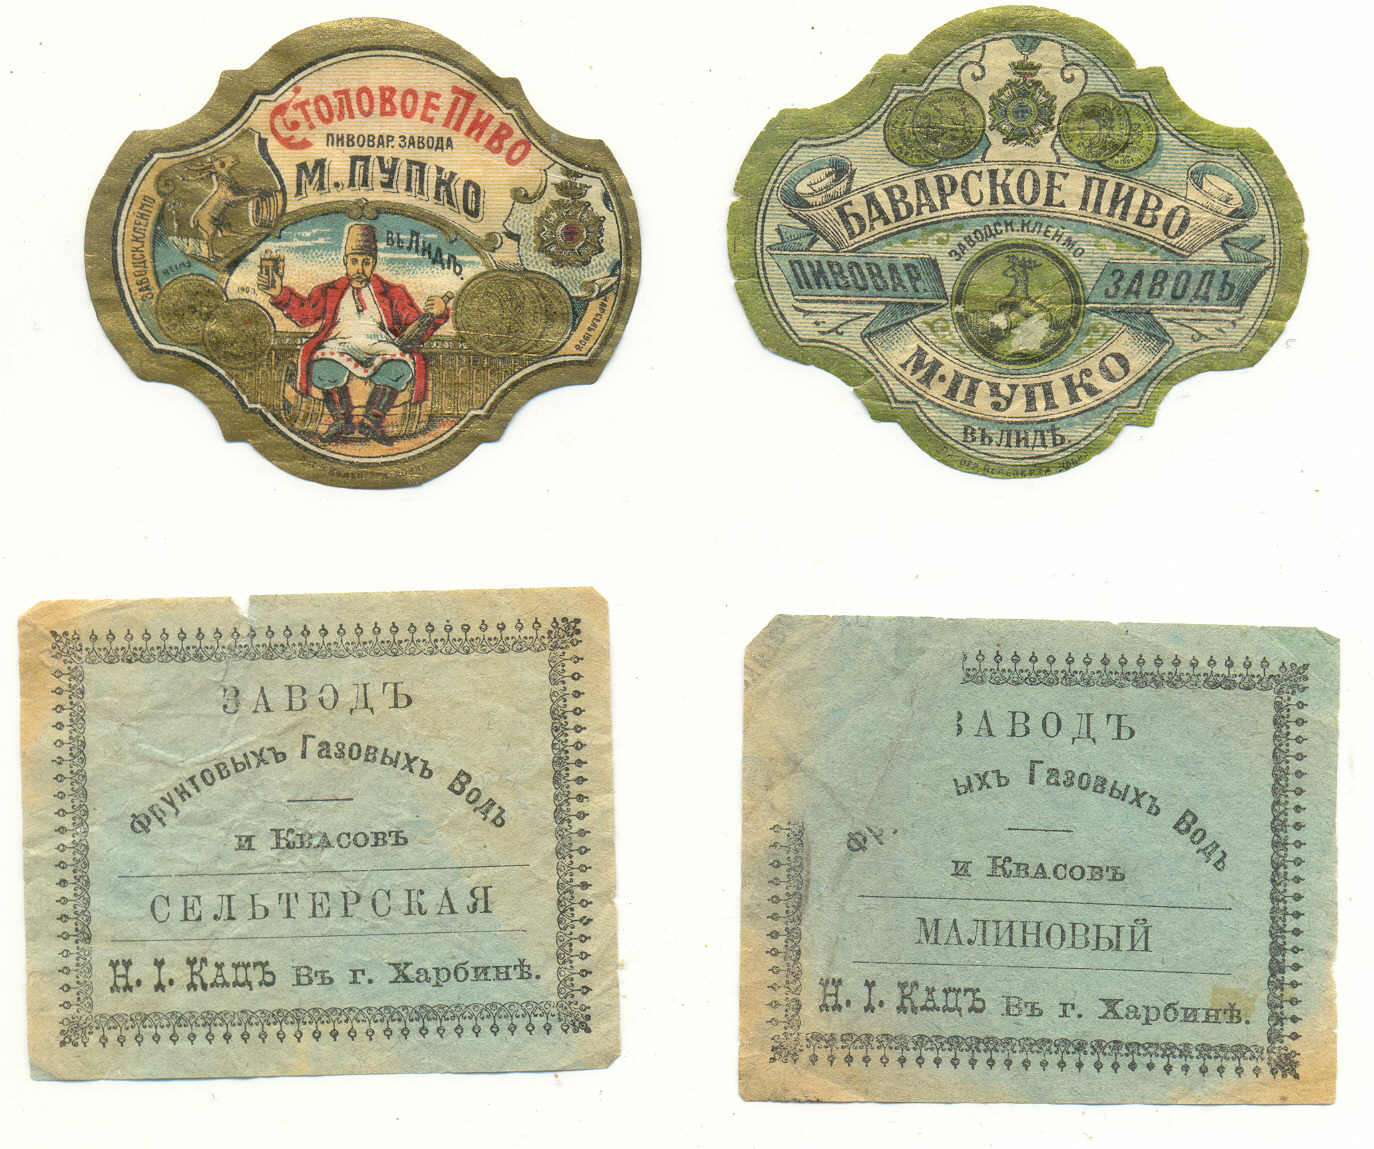 Столовое Пиво
ПИВОВАР. ЗАВОДА
М. ПУПКО
въ Лидѣ.
ЗАВОДСК. КЛЕЙМО
БАВАРСКОЕ ПИВО
ЗАВОДСК. КЛЕЙМО
ПИВОВАР. ЗАВОДЪ
М. ПУПКО
ВЪ ЛИДѢ
ЗАВОДЪ
Фрунтовыхъ Газовыхъ Водъ
и Квасовъ
СЕЛЬТЕРСКАЯ
Н. І. КАЦЪ Въ г. Харбинѣ.
ЗАВОДЪ
ыхъ Газовыхъ Водъ
и Квасовъ
МАЛИНОВЫЙ
Н. І. КАЦЪ Въ г. Харбинѣ.